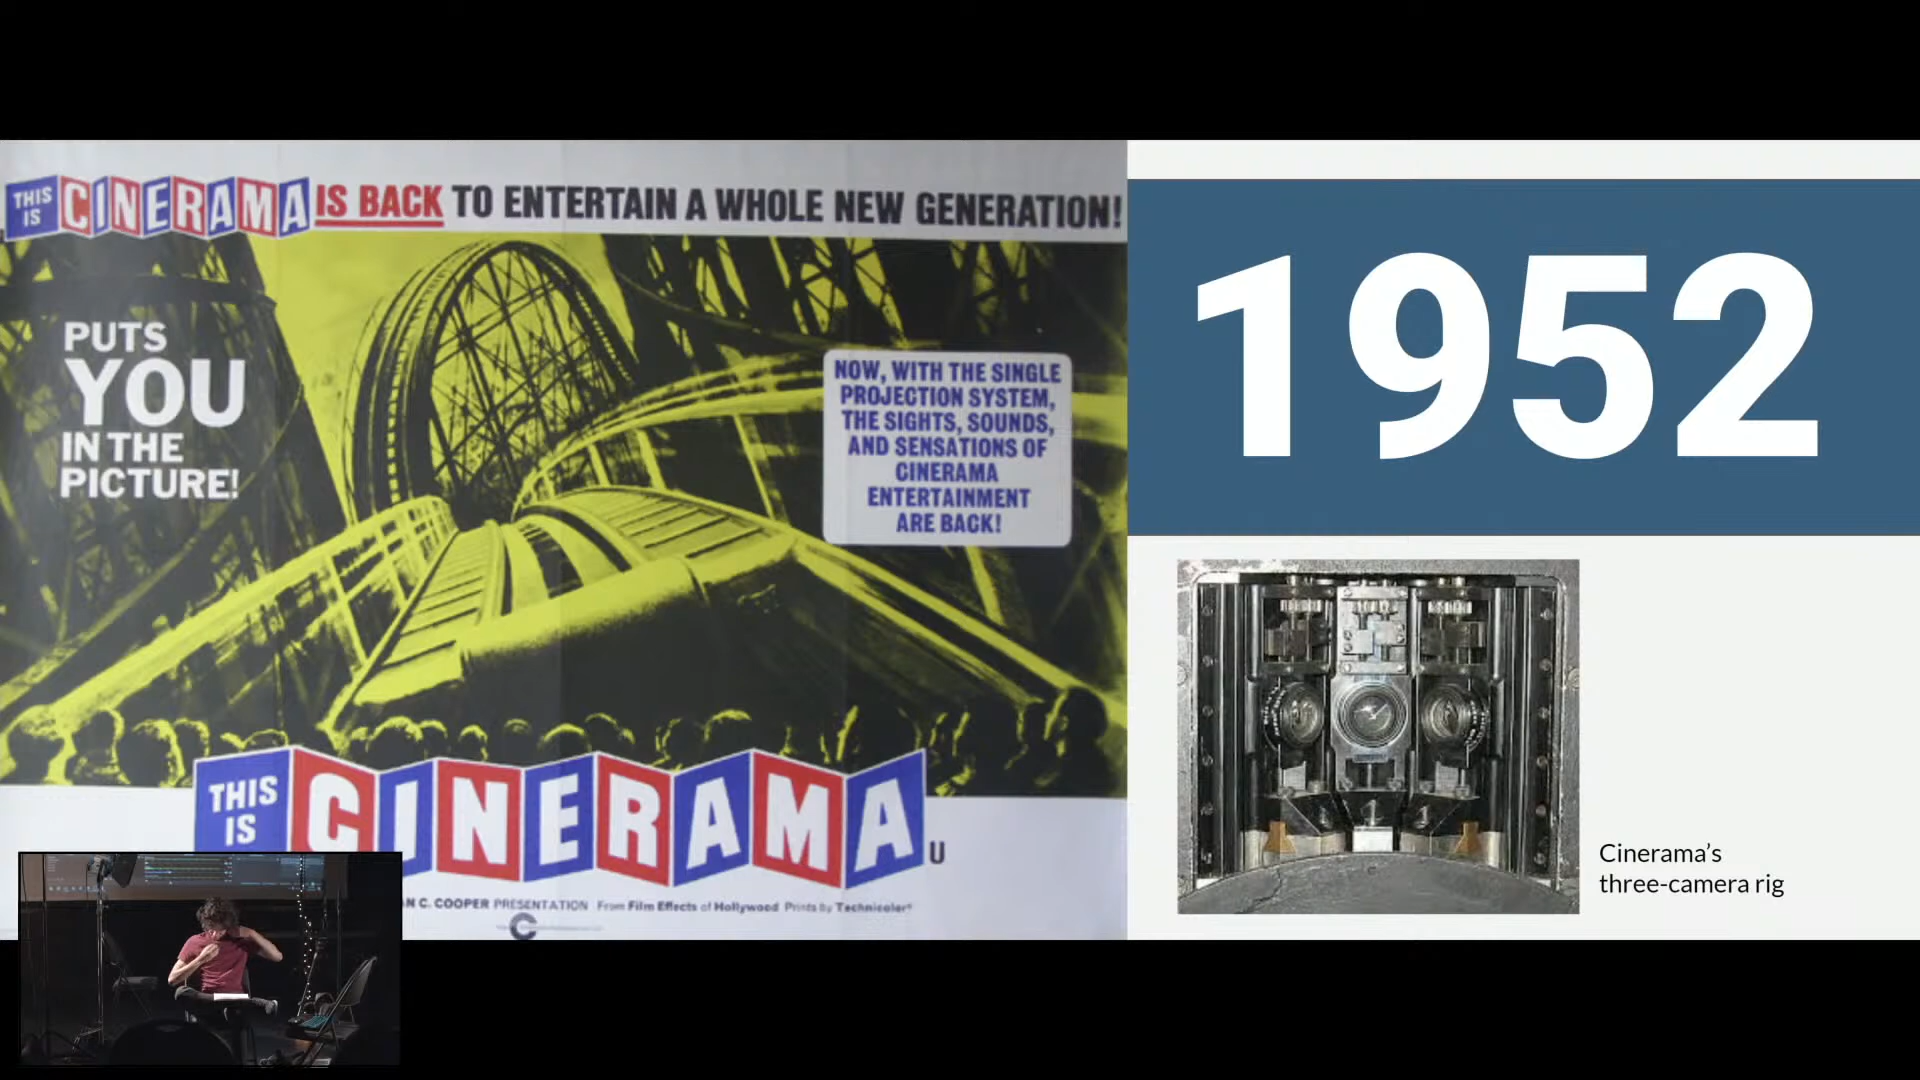 THIS IS CINERAMA IS BACK TO ENTERTAIN A WHOLE NEW GENERATION!
PUTS
YOU
IN THE
PICTURE!
NOW, WITH THE SINGLE
PROJECTION SYSTEM,
THE SIGHTS, SOUNDS,
AND SENSATIONS OF
CINERAMA
ENTERTAINMENT
ARE BACK!
THIS IS CINERAMA
U
C. COOPER PRESENTATION From Film Effects of Hollywood Prints by Technicolor®
1952
Cinerama’s
three-camera rig